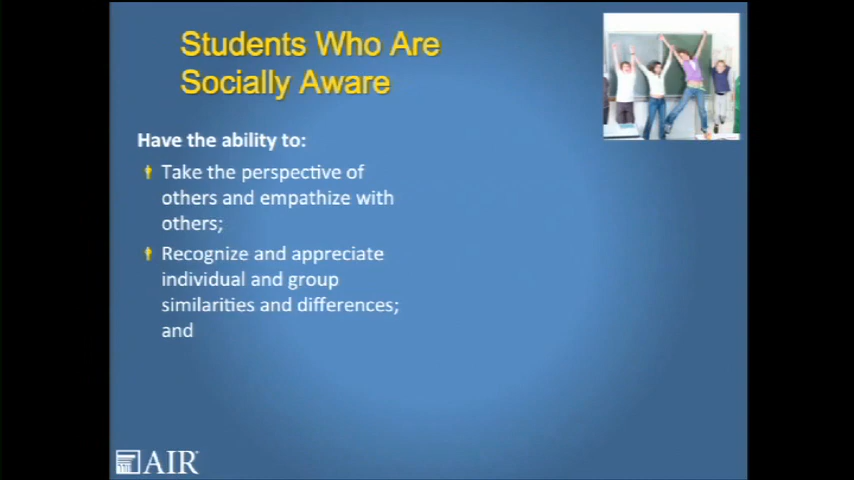 Students Who Are
Socially Aware
Have the ability to:
Take the perspective of
others and empathize with
others;
Recognize and appreciate
individual and group
similarities and differences;
and
AIR